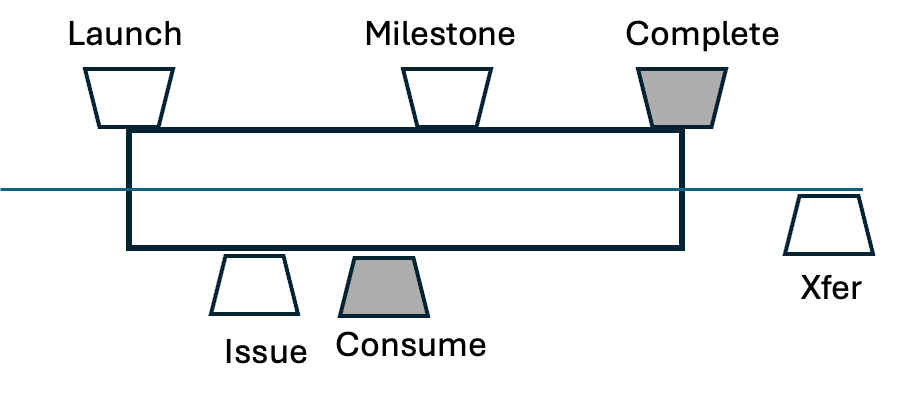 Launch
Milestone
Complete
Xfer
Issue
Consume